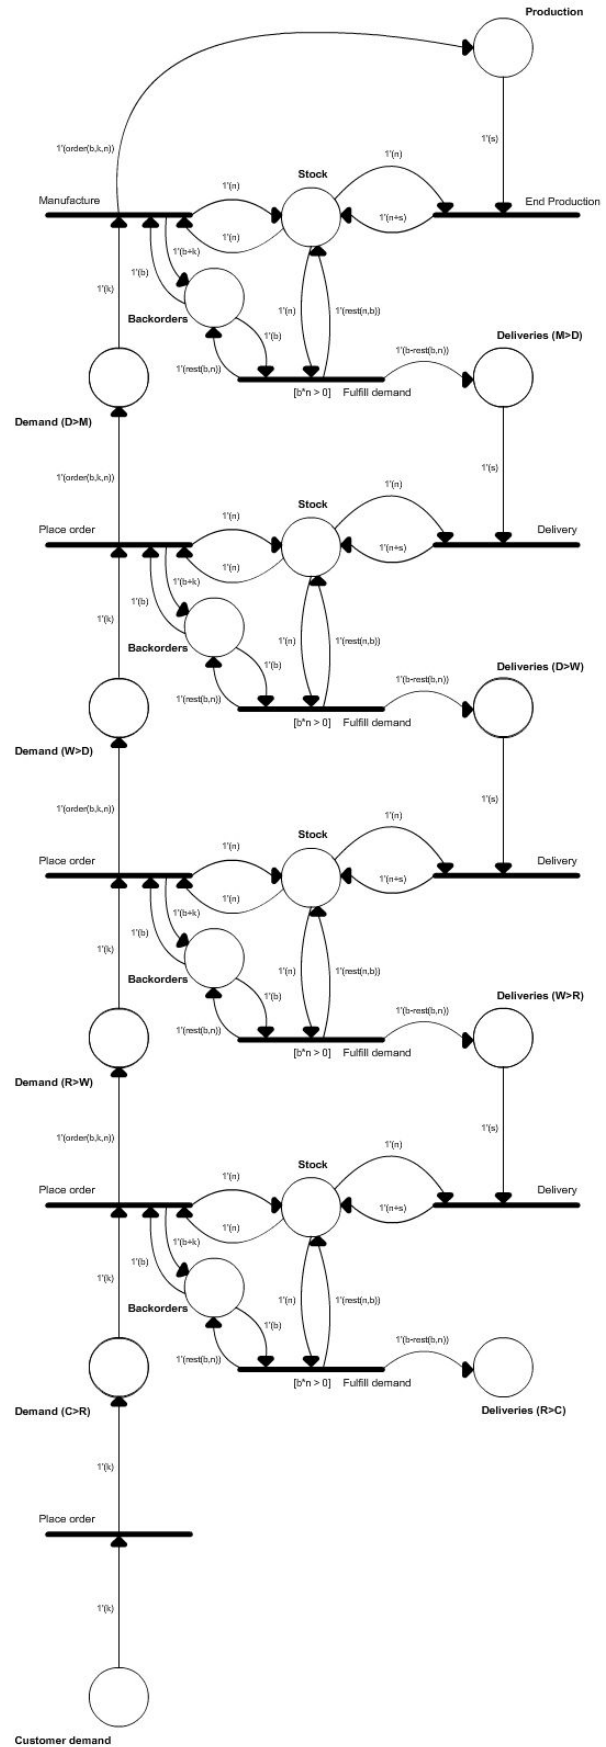 Production
1'(s)
1'(order(b,k,n))
Stock
1'(n)
1'(n)
Manufacture
End Production
1'(n+s)
1'(n)
1'(b+k)
1'(b)
1'(k)
Backorders
1'(b)
1'(n)
1'(rest(n,b))
Deliveries (M>D)
1'(b-rest(b,n))
1'(rest(b,n))
[b*n > 0]
Fulfill demand
Demand (D>M)
1'(s)
1'(order(b,k,n))
Stock
1'(n)
1'(n)
Place order
Delivery
1'(n+s)
1'(n)
1'(b+k)
1'(b)
1'(k)
Backorders
1'(b)
1'(n)
1'(rest(n,b))
Deliveries (D>W)
1'(b-rest(b,n))
1'(rest(b,n))
[b*n > 0]
Fulfill demand
Demand (W>D)
1'(s)
1'(order(b,k,n))
Stock
1'(n)
1'(n)
Place order
Delivery
1'(n+s)
1'(n)
1'(b+k)
1'(b)
1'(k)
Backorders
1'(b)
1'(n)
1'(rest(n,b))
Deliveries (W>R)
1'(b-rest(b,n))
1'(rest(b,n))
[b*n > 0]
Fulfill demand
Demand (R>W)
1'(s)
1'(order(b,k,n))
Stock
1'(n)
1'(n)
Place order
Delivery
1'(n+s)
1'(n)
1'(b+k)
1'(b)
1'(k)
Backorders
1'(b)
1'(n)
1'(rest(n,b))
1'(b-rest(b,n))
1'(rest(b,n))
[b*n > 0]
Fulfill demand
Demand (C>R)
Deliveries (R>C)
1'(k)
Place order
1'(k)
Customer demand